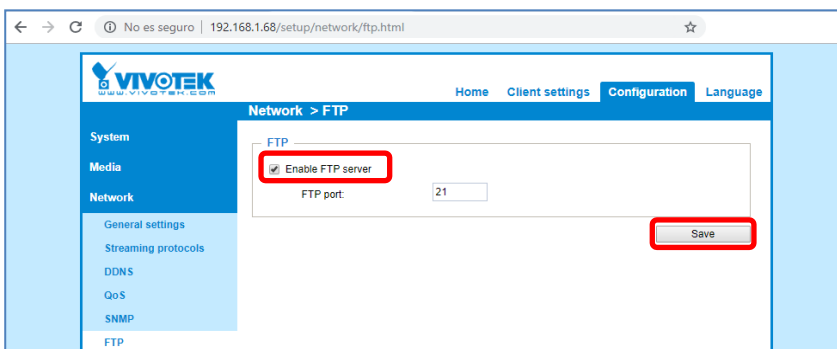 No es seguro | 192.168.1.68/setup/network/ftp.html
VIVOTEK
www.vivotek.com
Home Client settings Configuration Language
Network > FTP
System
FTP
Media
Enable FTP server
Network
FTP port: 21
General settings
Save
Streaming protocols
DDNS
QoS
SNMP
FTP